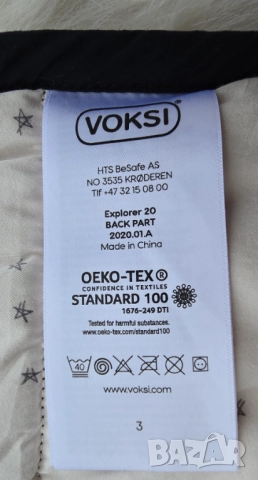 VOKSI
HTS BeSafe AS
NO 3535 KRØDEREN
Tlf +47 32 15 08 00
Explorer 20
BACK PART
2020.01.A
Made in China
OEKO-TEX®
CONFIDENCE IN TEXTILES
STANDARD 100
1676-249 DTI
Tested for harmful substances.
www.oeko-tex.com/standard100
40
www.voksi.com
3
БАZАР